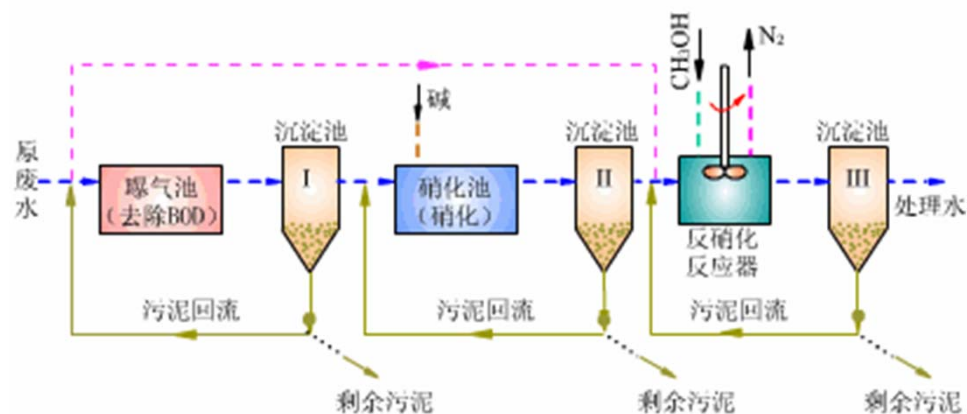 CH3OH
N2
碱
原
废
水
曝气池
(去除BOD)
沉淀池
I
硝化池
(硝化)
沉淀池
II
反硝化
反应器
沉淀池
III
处理水
污泥回流
污泥回流
污泥回流
剩余污泥
剩余污泥
剩余污泥